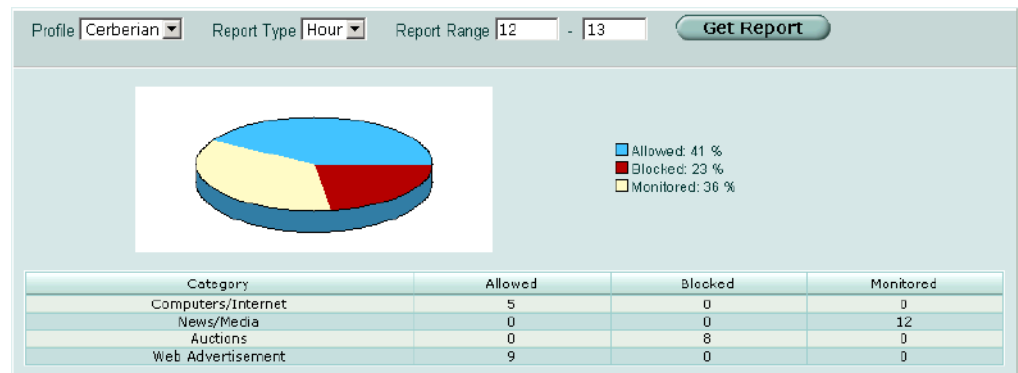 Profile Cerberian Report Type Hour Report Range 12 - 13 Get Report
Allowed: 41 %
Blocked: 23 %
Monitored: 36 %
Category Allowed Blocked Monitored
Computers/Internet 5 0 0
News/Media 0 0 12
Auctions 0 8 0
Web Advertisement 9 0 0